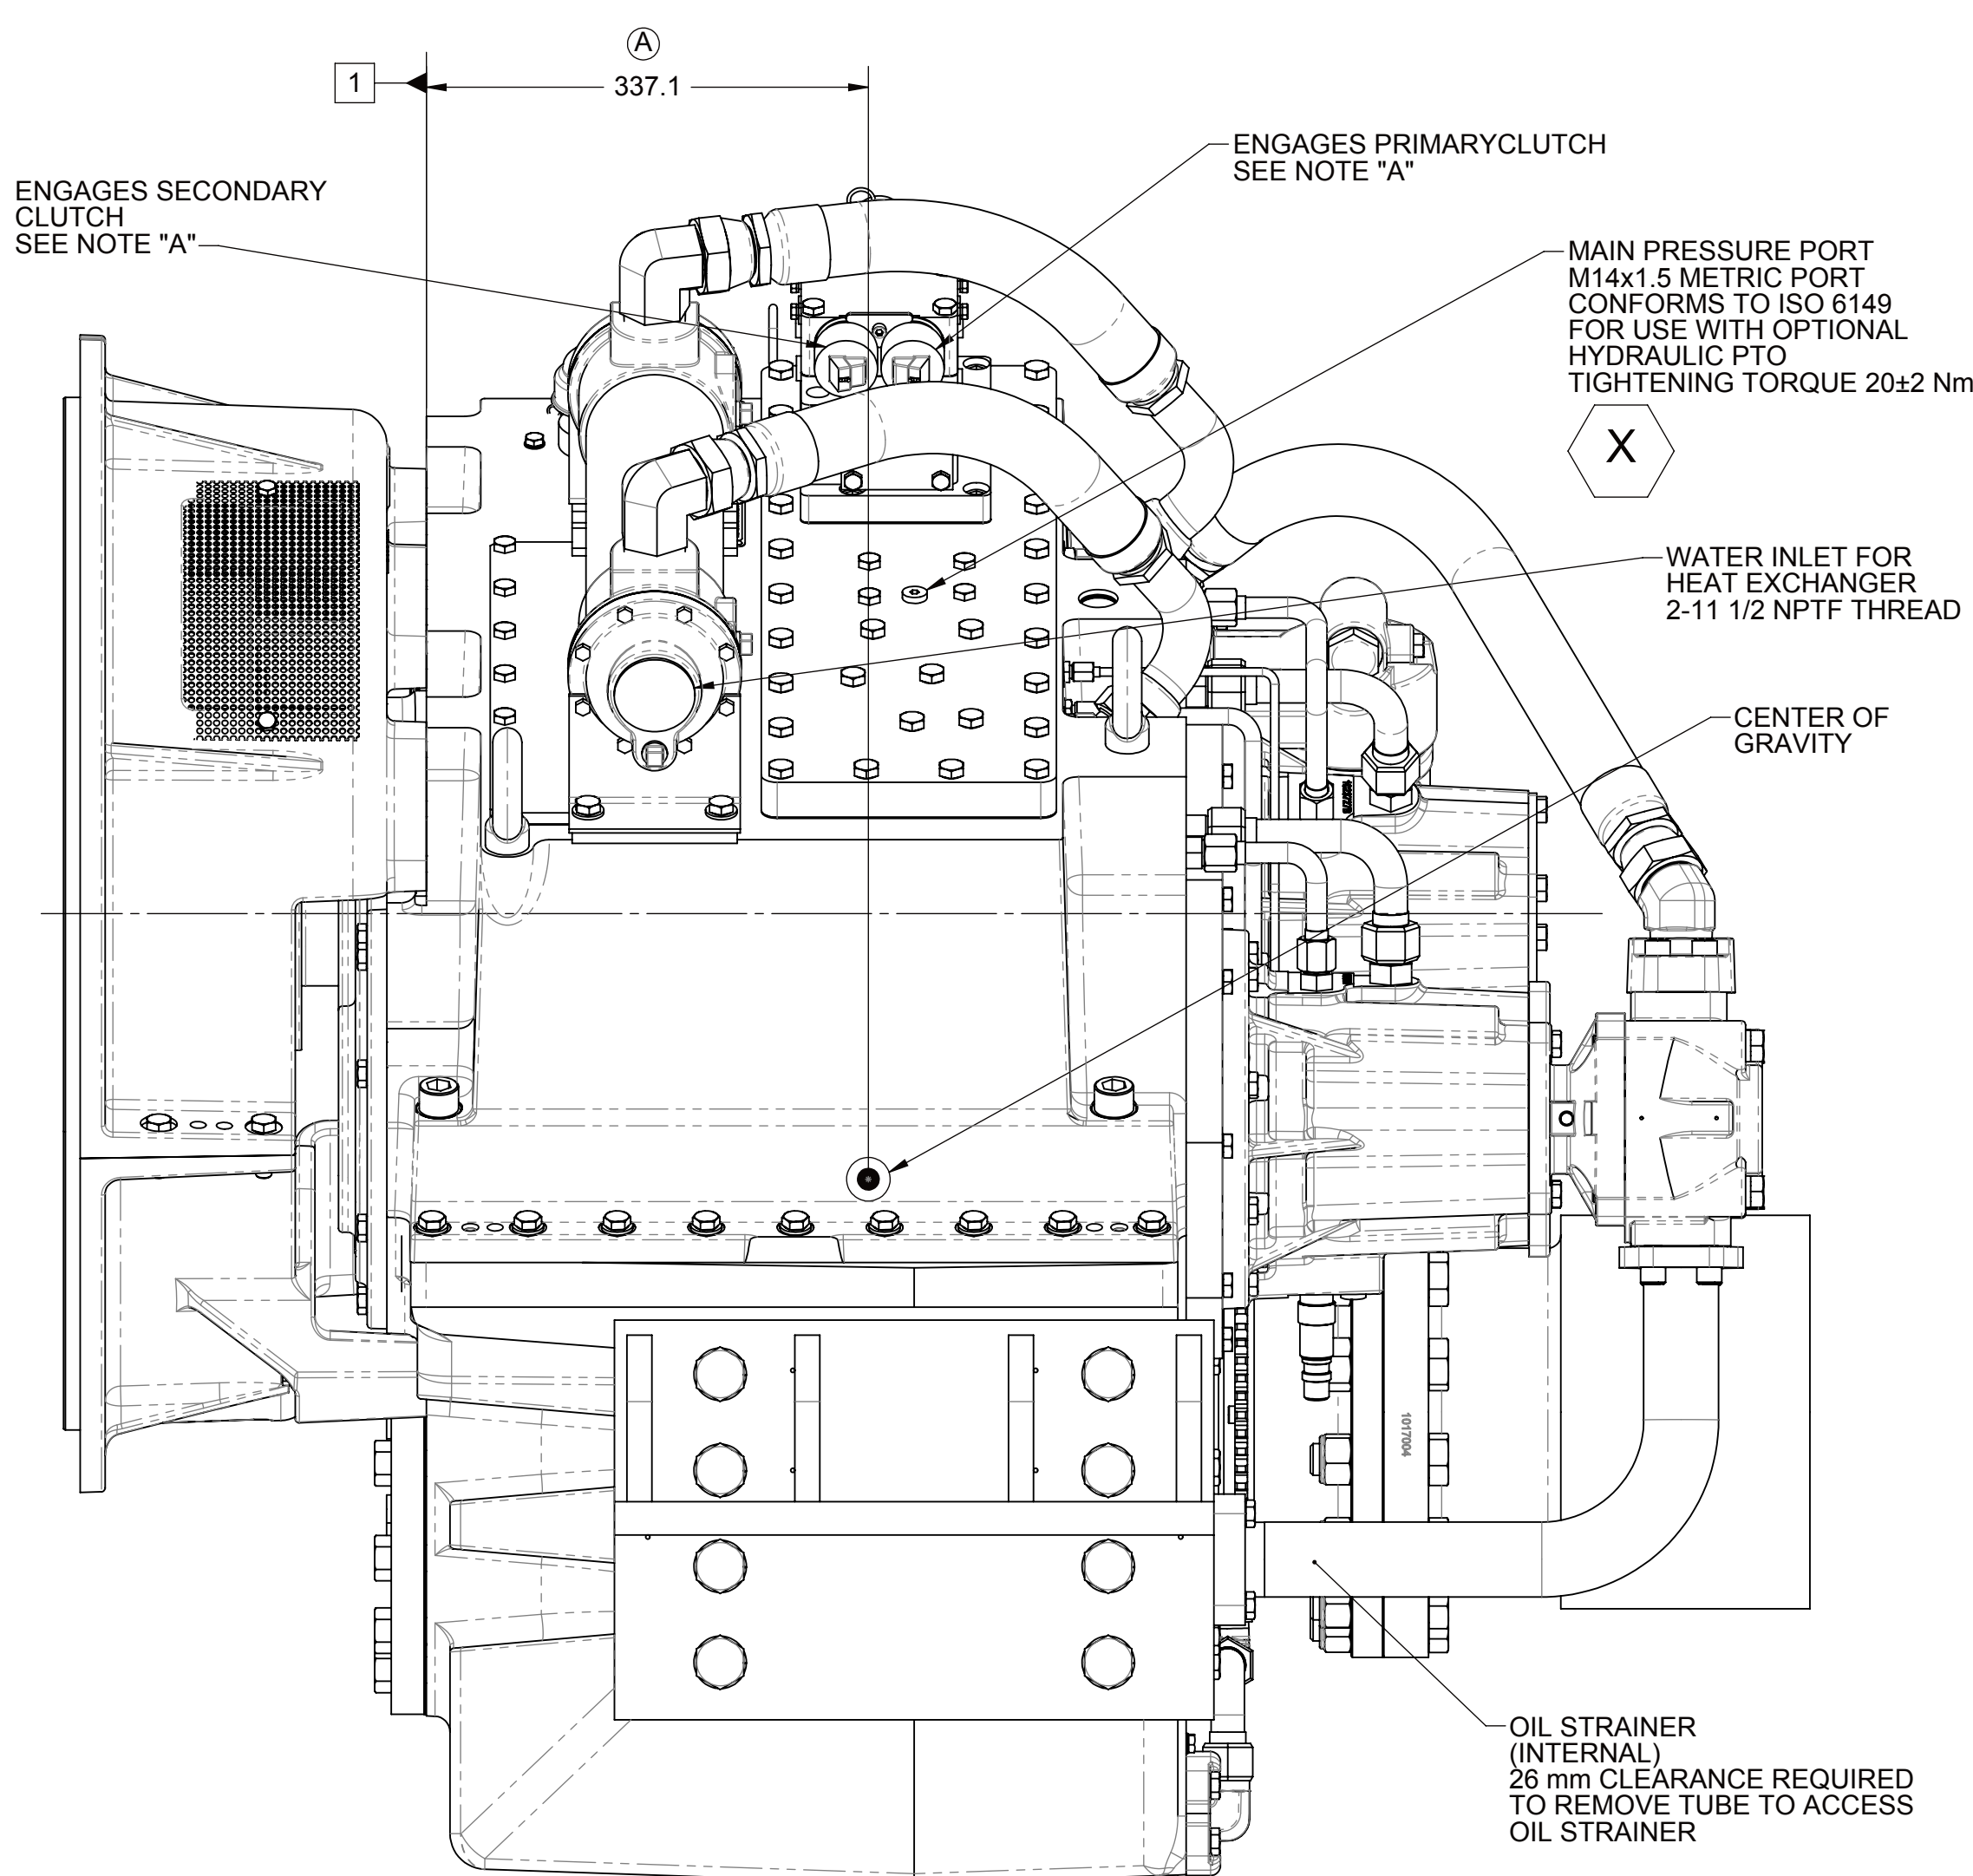 A
1
337.1
ENGAGES PRIMARYCLUTCH
SEE NOTE "A"
ENGAGES SECONDARY
CLUTCH
SEE NOTE "A"
MAIN PRESSURE PORT
M14x1.5 METRIC PORT
CONFORMS TO ISO 6149
FOR USE WITH OPTIONAL
HYDRAULIC PTO
TIGHTENING TORQUE 20±2 Nm
X
WATER INLET FOR
HEAT EXCHANGER
2-11 1/2 NPTF THREAD
CENTER OF
GRAVITY
1017004
OIL STRAINER
(INTERNAL)
26 mm CLEARANCE REQUIRED
TO REMOVE TUBE TO ACCESS
OIL STRAINER